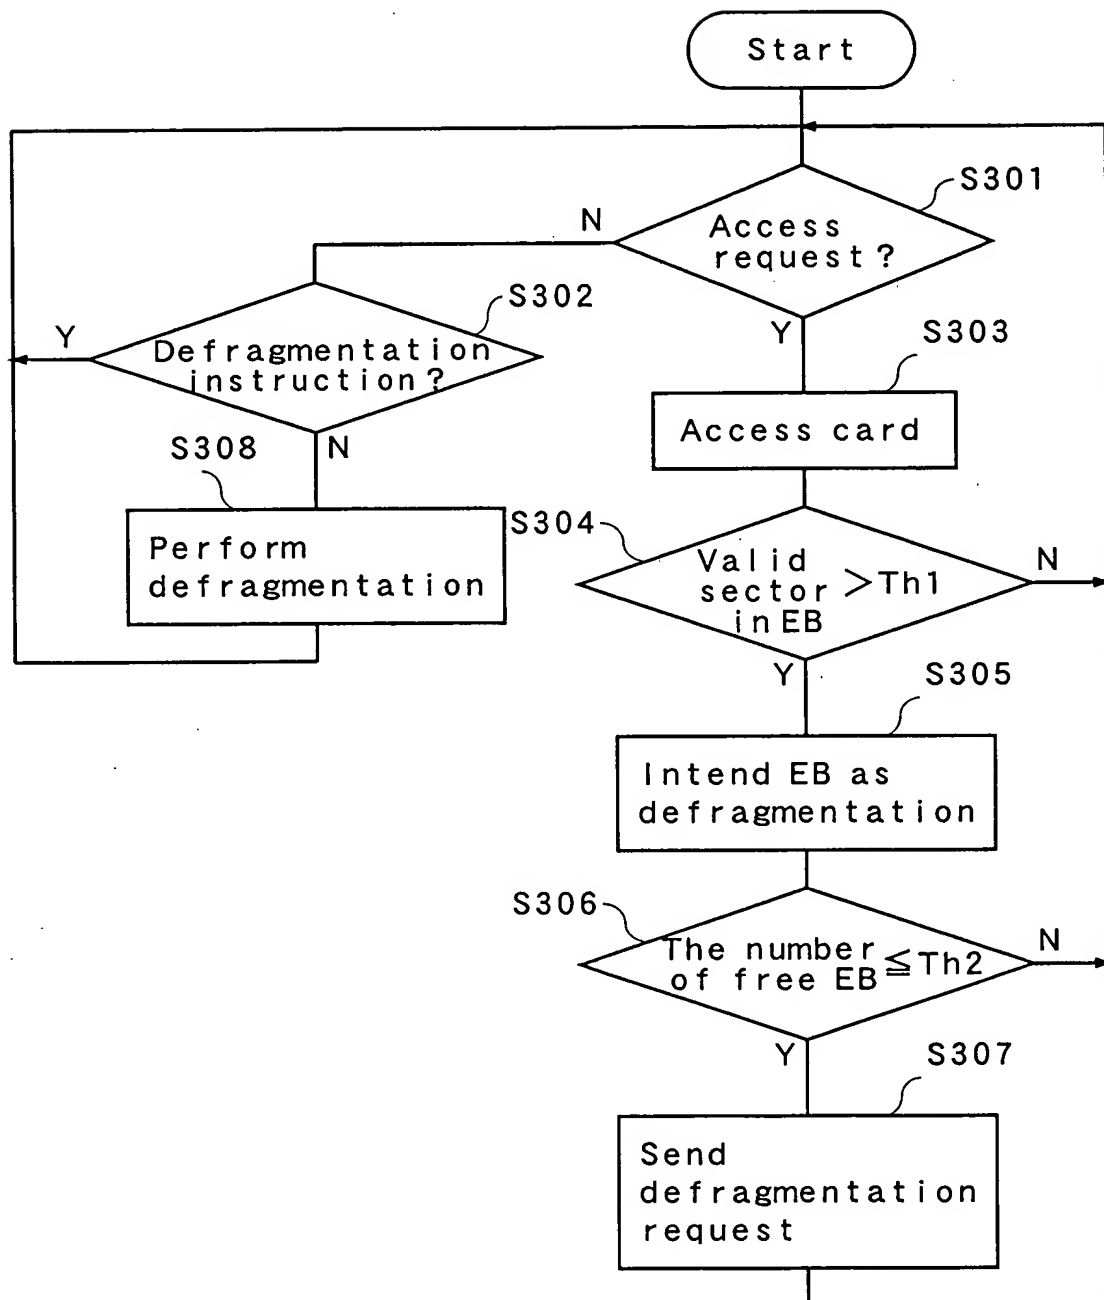 Start
S301
N
Access
request?
S302
Y
Y
S303
Defragmentation
instruction?
Access card
S308
N
S304
Valid
sector > Th1
in EB
N
Perform
defragmentation
Y
S305
Intend EB as
defragmentation
S306
The number
of free EB ≦ Th2
N
Y
S307
Send
defragmentation
request